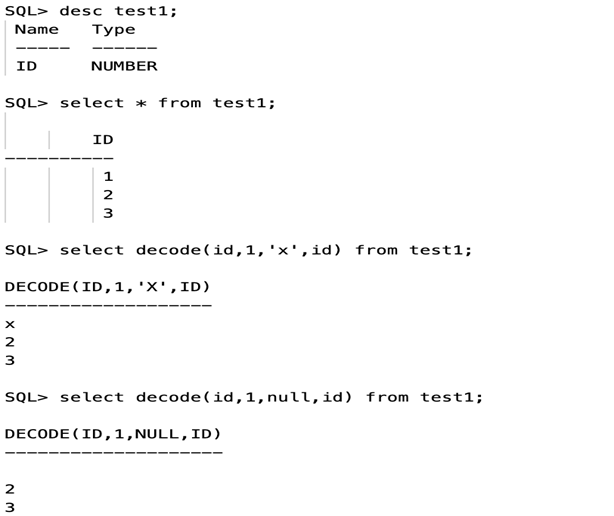 SQL> desc test1;
Name Type
----- ------
ID NUMBER
SQL> select * from test1;
ID
----------
1
2
3
SQL> select decode(id,1,'x',id) from test1;
DECODE(ID,1,'X',ID)
-------------------
x
2
3
SQL> select decode(id,1,null,id) from test1;
DECODE(ID,1,NULL,ID)
--------------------
2
3